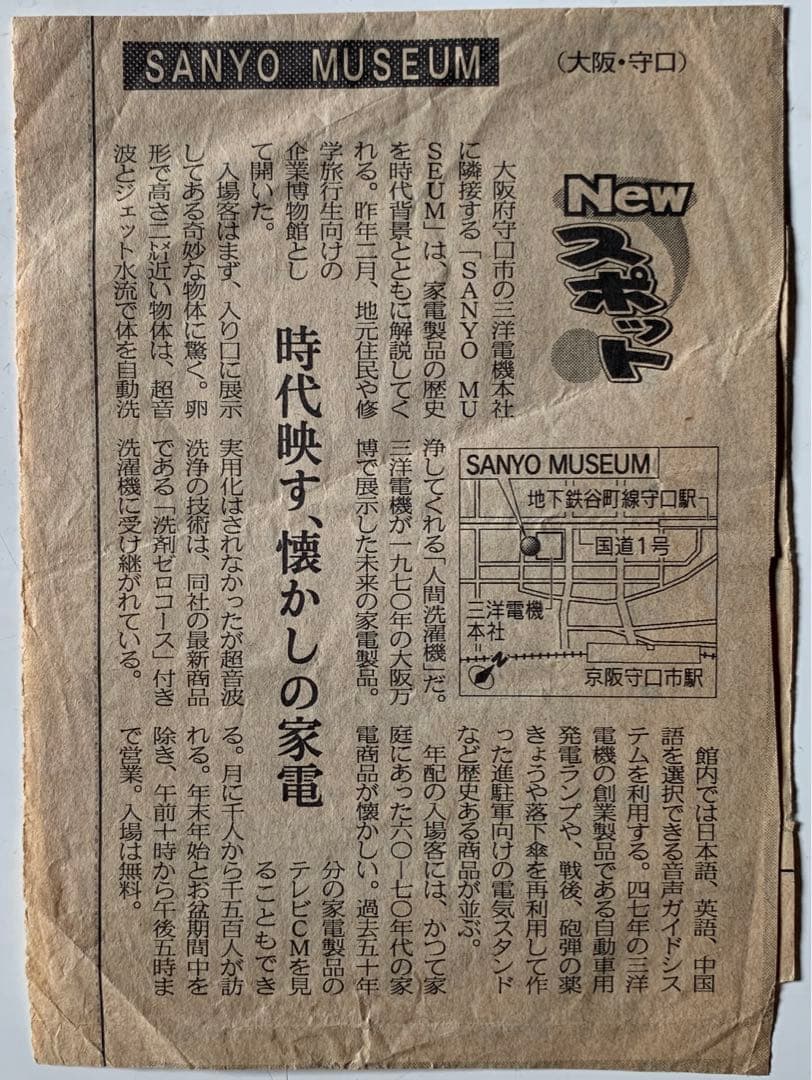 SANYO MUSEUM
（大阪・守口）
New
スポット
時代映す、懐かしの家電
大阪府守口市の三洋電機本社
に隣接する「SANYO MU
SEUM」は、家電製品の歴史
を時代背景とともに解説してく
れる。昨年二月、地元住民や修
学旅行生向けの
企業博物館とし
て開いた。
入場客はまず、入り口に展示
してある奇妙な物体に驚く。卵
形で高さ二㍍近い物体は、超音
波とジェット水流で体を自動洗
浄してくれる「人間洗濯機」だ。
三洋電機が一九七〇年の大阪万
博で展示した未来の家電製品。
実用化はされなかったが超音波
洗浄の技術は、同社の最新商品
である「洗剤ゼロコース」付き
洗濯機に受け継がれている。
館内では日本語、英語、中国
語を選択できる音声ガイドシス
テムを利用する。四七年の三洋
電機の創業製品である自動車用
発電ランプや、戦後、砲弾の薬
きょうや落下傘を再利用して作
った進駐軍向けの電気スタンド
など歴史ある商品が並ぶ。
年配の入場客には、かつて家
庭にあった六〇―七〇年代の家
電商品が懐かしい。過去五十年
分の家電製品の
テレビCMを見
ることもでき
る。月に千人から千五百人が訪
れる。年末年始とお盆期間中を
除き、午前十時から午後五時ま
で営業。入場は無料。
SANYO MUSEUM
地下鉄谷町線守口駅
国道1号
三洋電機
本社
京阪守口市駅
N